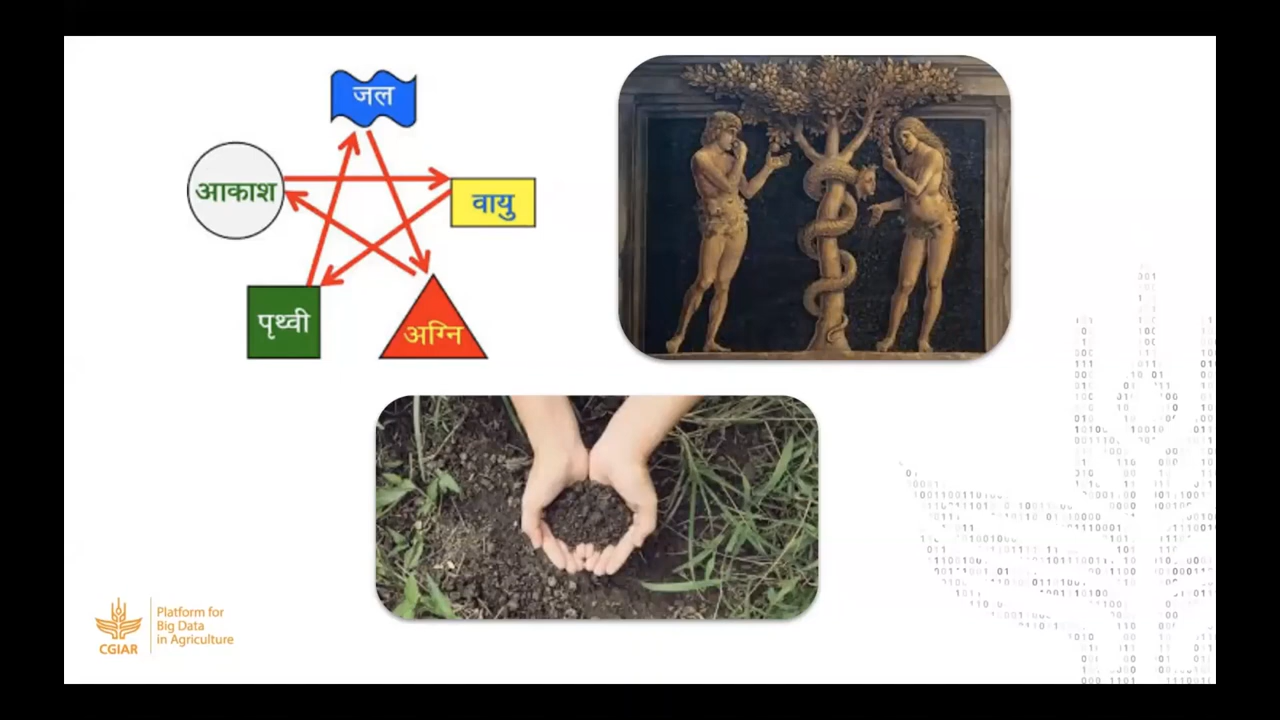 जल
आकाश
वायु
पृथ्वी
अग्नि
CGIAR
Platform for
Big Data
in Agriculture